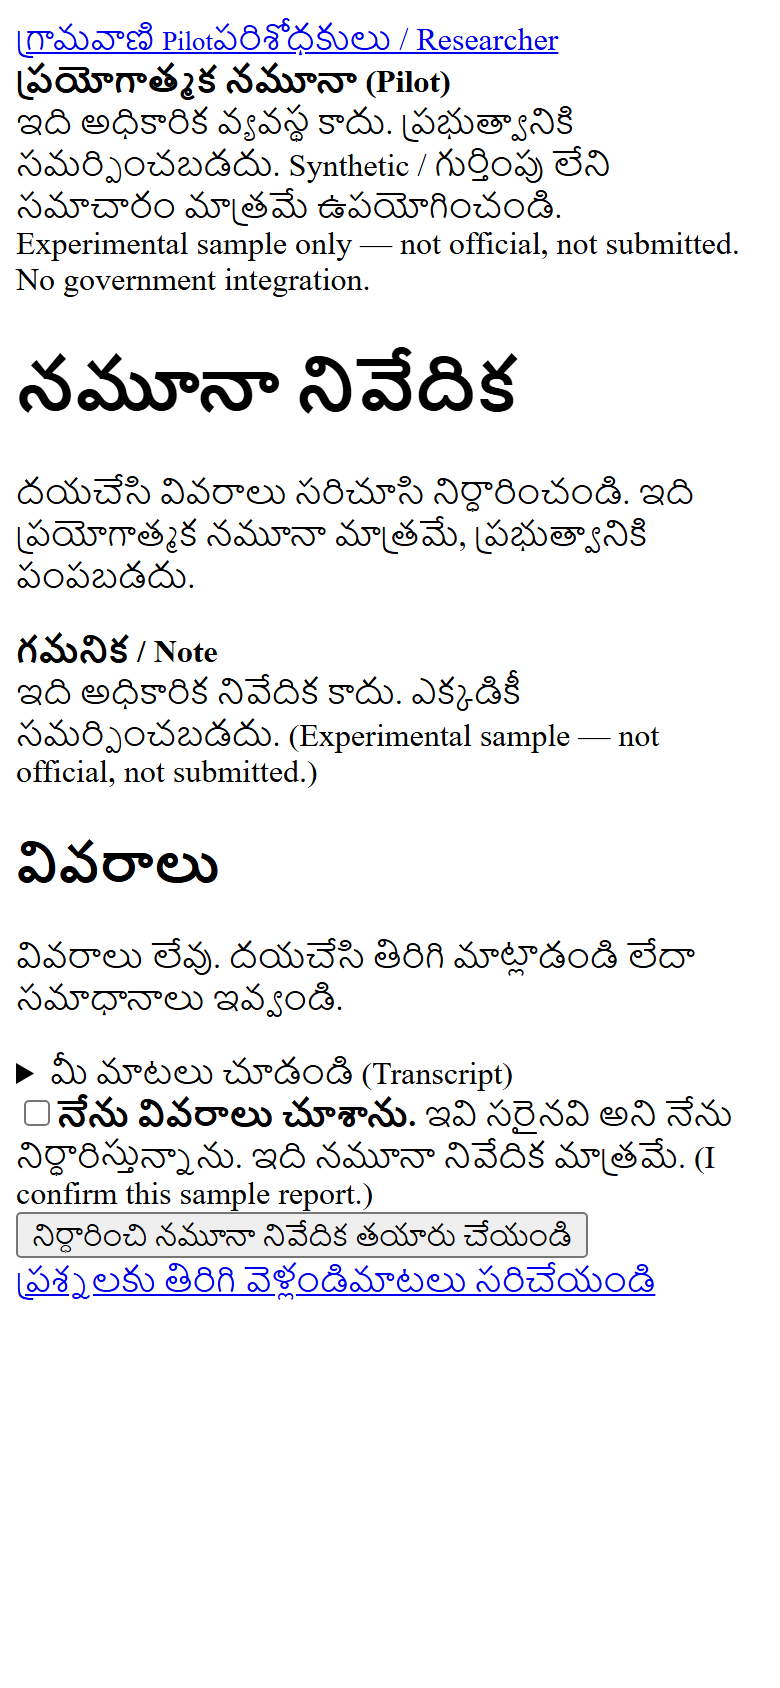 గ్రామవాణి Pilotపరిశోధకులు / Researcher
ప్రయోగాత్మక నమూనా (Pilot)
ఇది అధికారిక వ్యవస్థ కాదు. ప్రభుత్వానికి
సమర్పించబడదు. Synthetic / గుర్తింపు లేని
సమాచారం మాత్రమే ఉపయోగించండి.
Experimental sample only — not official, not submitted.
No government integration.
నమూనా నివేదిక
దయచేసి వివరాలు సరిచూసి నిర్ధారించండి. ఇది
ప్రయోగాత్మక నమూనా మాత్రమే, ప్రభుత్వానికి
పంపబడదు.
గమనిక / Note
ఇది అధికారిక నివేదిక కాదు. ఎక్కడికీ
సమర్పించబడదు. (Experimental sample — not
official, not submitted.)
వివరాలు
వివరాలు లేవు. దయచేసి తిరిగి మాట్లాడండి లేదా
సమాధానాలు ఇవ్వండి.
మీ మాటలు చూడండి (Transcript)
నేను వివరాలు చూశాను. ఇవి సరైనవి అని నేను
నిర్ధారిస్తున్నాను. ఇది నమూనా నివేదిక మాత్రమే. (I
confirm this sample report.)
నిర్ధారించి నమూనా నివేదిక తయారు చేయండి
ప్రశ్నలకు తిరిగి వెళ్లండిమాటలు సరిచేయండి